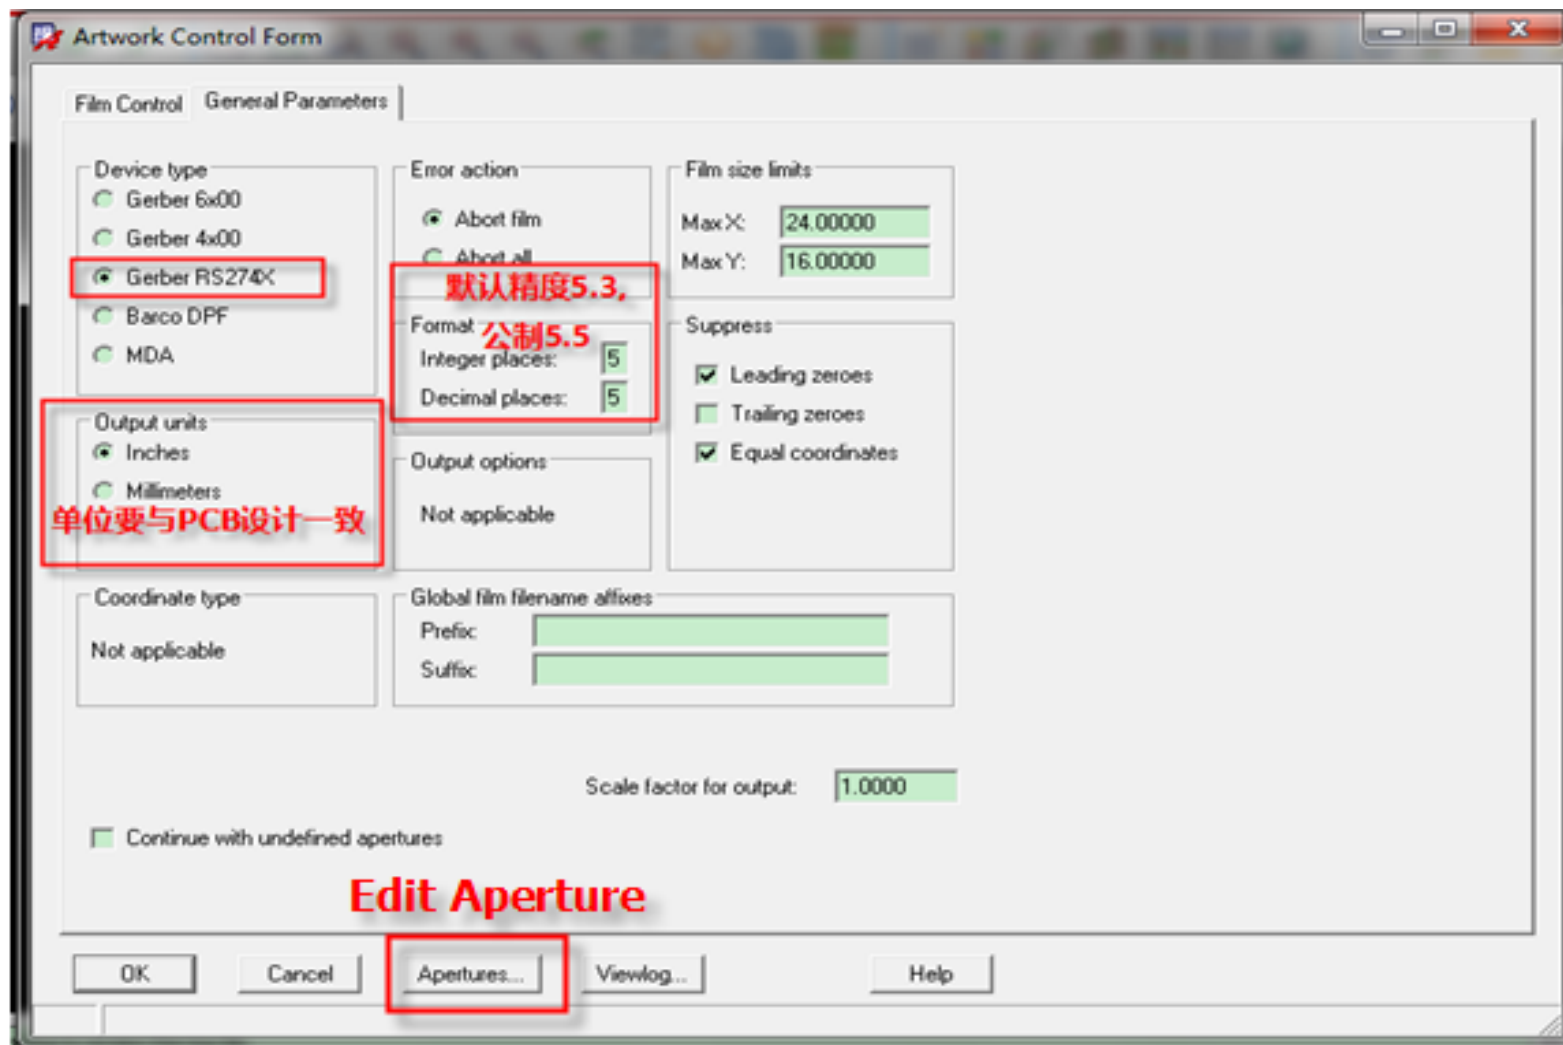 Artwork Control Form
Film Control
General Parameters
Device type
Gerber 6x00
Gerber 4x00
Gerber RS274X
Barco DPF
MDA
Error action
Abort film
Abort all
Film size limits
Max X: 24.00000
Max Y: 16.00000
默认精度5.3,
公制5.5
Format
Integer places: 5
Decimal places: 5
Suppress
Leading zeroes
Trailing zeroes
Equal coordinates
Output units
Inches
Millimeters
单位要与PCB设计一致
Output options
Not applicable
Coordinate type
Not applicable
Global film filename affixes
Prefix:
Suffix:
Scale factor for output: 1.0000
Continue with undefined apertures
Edit Aperture
OK
Cancel
Apertures...
Viewlog...
Help